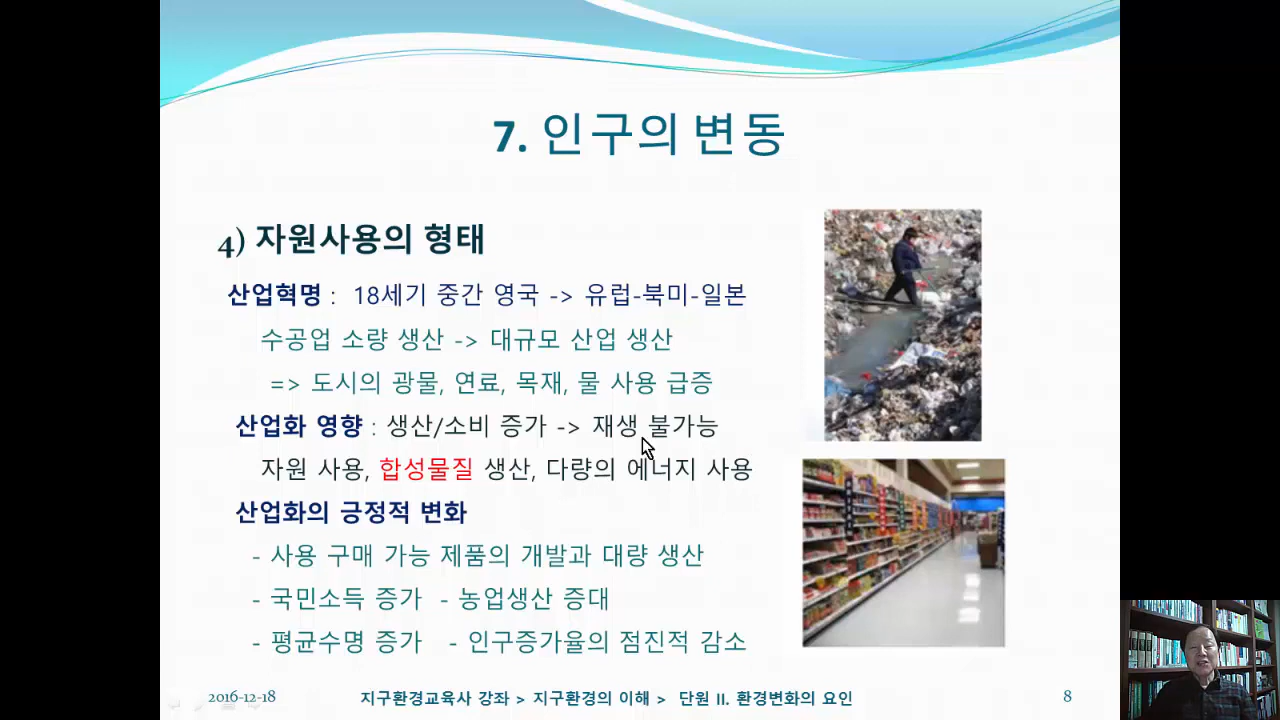 7. 인구의 변동
4) 자원사용의 형태
산업혁명 : 18세기 중간 영국 -> 유럽-북미-일본
수공업 소량 생산 -> 대규모 산업 생산
=> 도시의 광물, 연료, 목재, 물 사용 급증
산업화 영향 : 생산/소비 증가 -> 재생 불가능
자원 사용, 합성물질 생산, 다량의 에너지 사용
산업화의 긍정적 변화
- 사용 구매 가능 제품의 개발과 대량 생산
- 국민소득 증가 - 농업생산 증대
- 평균수명 증가 - 인구증가율의 점진적 감소
2016-12-18 지구환경교육사 강좌 > 지구환경의 이해 > 단원 II. 환경변화의 요인 8